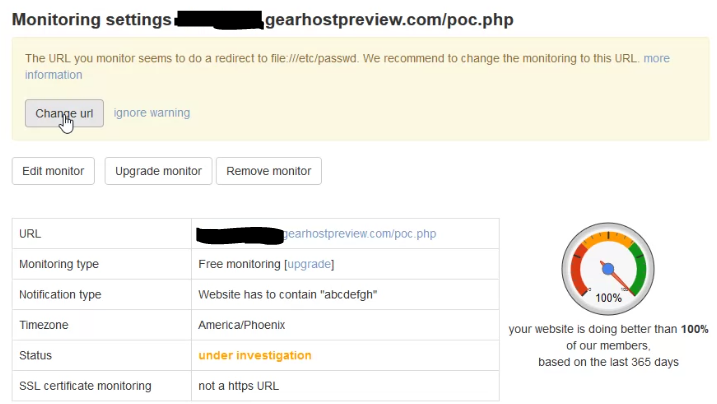 Monitoring settings gearhostpreview.com/poc.php
The URL you monitor seems to do a redirect to file:///etc/passwd. We recommend to change the monitoring to this URL. more
information
Change url ignore warning
Edit monitor Upgrade monitor Remove monitor
URL gearhostpreview.com/poc.php
Monitoring type Free monitoring [upgrade]
Notification type Website has to contain "abcdefgh"
Timezone America/Phoenix
Status under investigation
SSL certificate monitoring not a https URL
100%
your website is doing better than 100%
of our members,
based on the last 365 days